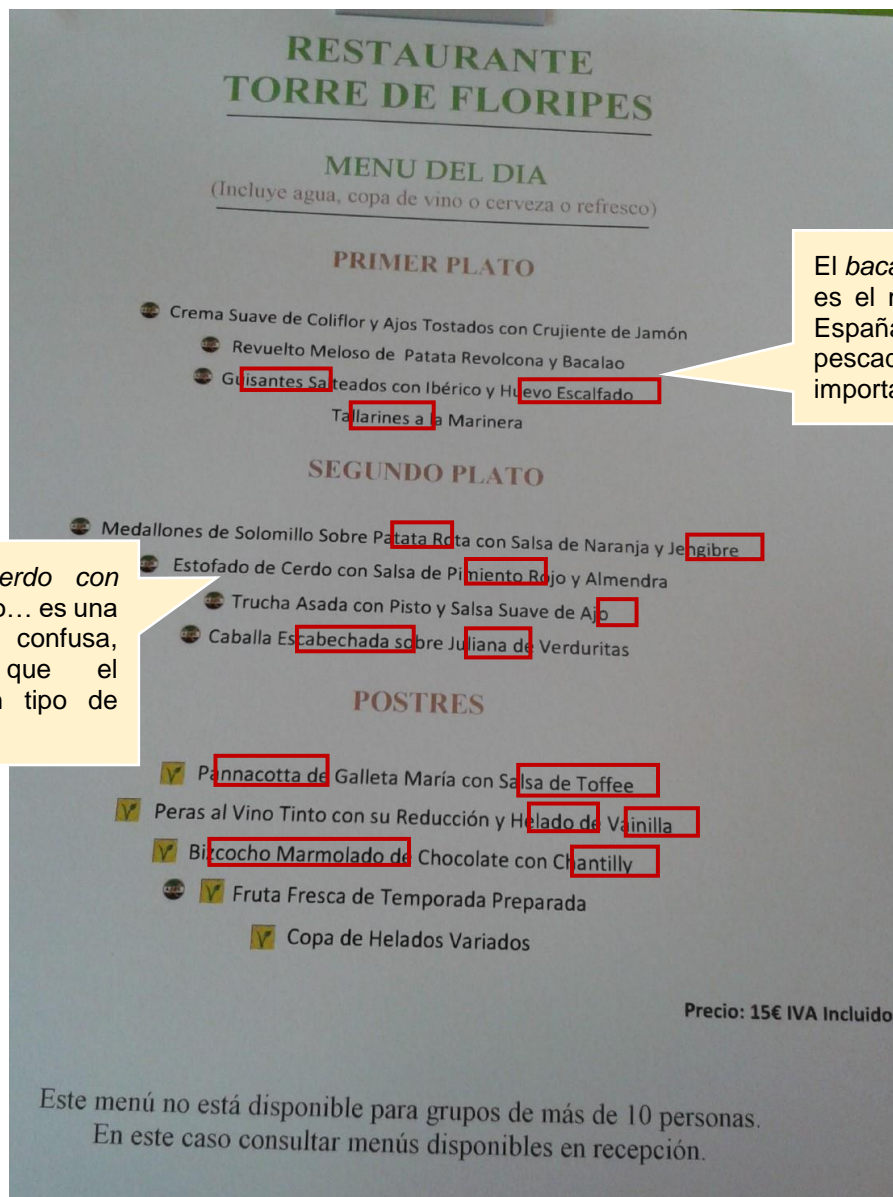 RESTAURANTE
TORRE DE FLORIPES
MENU DEL DIA
(Incluye agua, copa de vino o cerveza o refresco)
PRIMER PLATO
Crema Suave de Coliflor y Ajos Tostados con Crujiente de Jamón
Revuelto Meloso de Patata Revolcona y Bacalao
Guisantes Salteados con Ibérico y Huevo Escalfado
Tallarines a la Marinera
El
es el
España
importa
SEGUNDO PLATO
Medallones de Solomillo Sobre Patata Rota con Salsa de Naranja y Jengibre
Estofado de Cerdo con Salsa de Pimiento Rojo y Almendra
Trucha Asada con Pisto y Salsa Suave de Ajo
Caballa Escabechada sobre Juliana de Verduritas
con
o… es una
confusa,
que el
tipo de
POSTRES
Pannacotta de Galleta María con Salsa de Toffee
Peras al Vino Tinto con su Reducción y Helado de Vainilla
Bizcocho Marmolado de Chocolate con Chantilly
Fruta Fresca de Temporada Preparada
Copa de Helados Variados
Precio: 15€ IVA Incluido
Este menú no está disponible para grupos de más de 10 personas.
En este caso consultar menús disponibles en recepción.